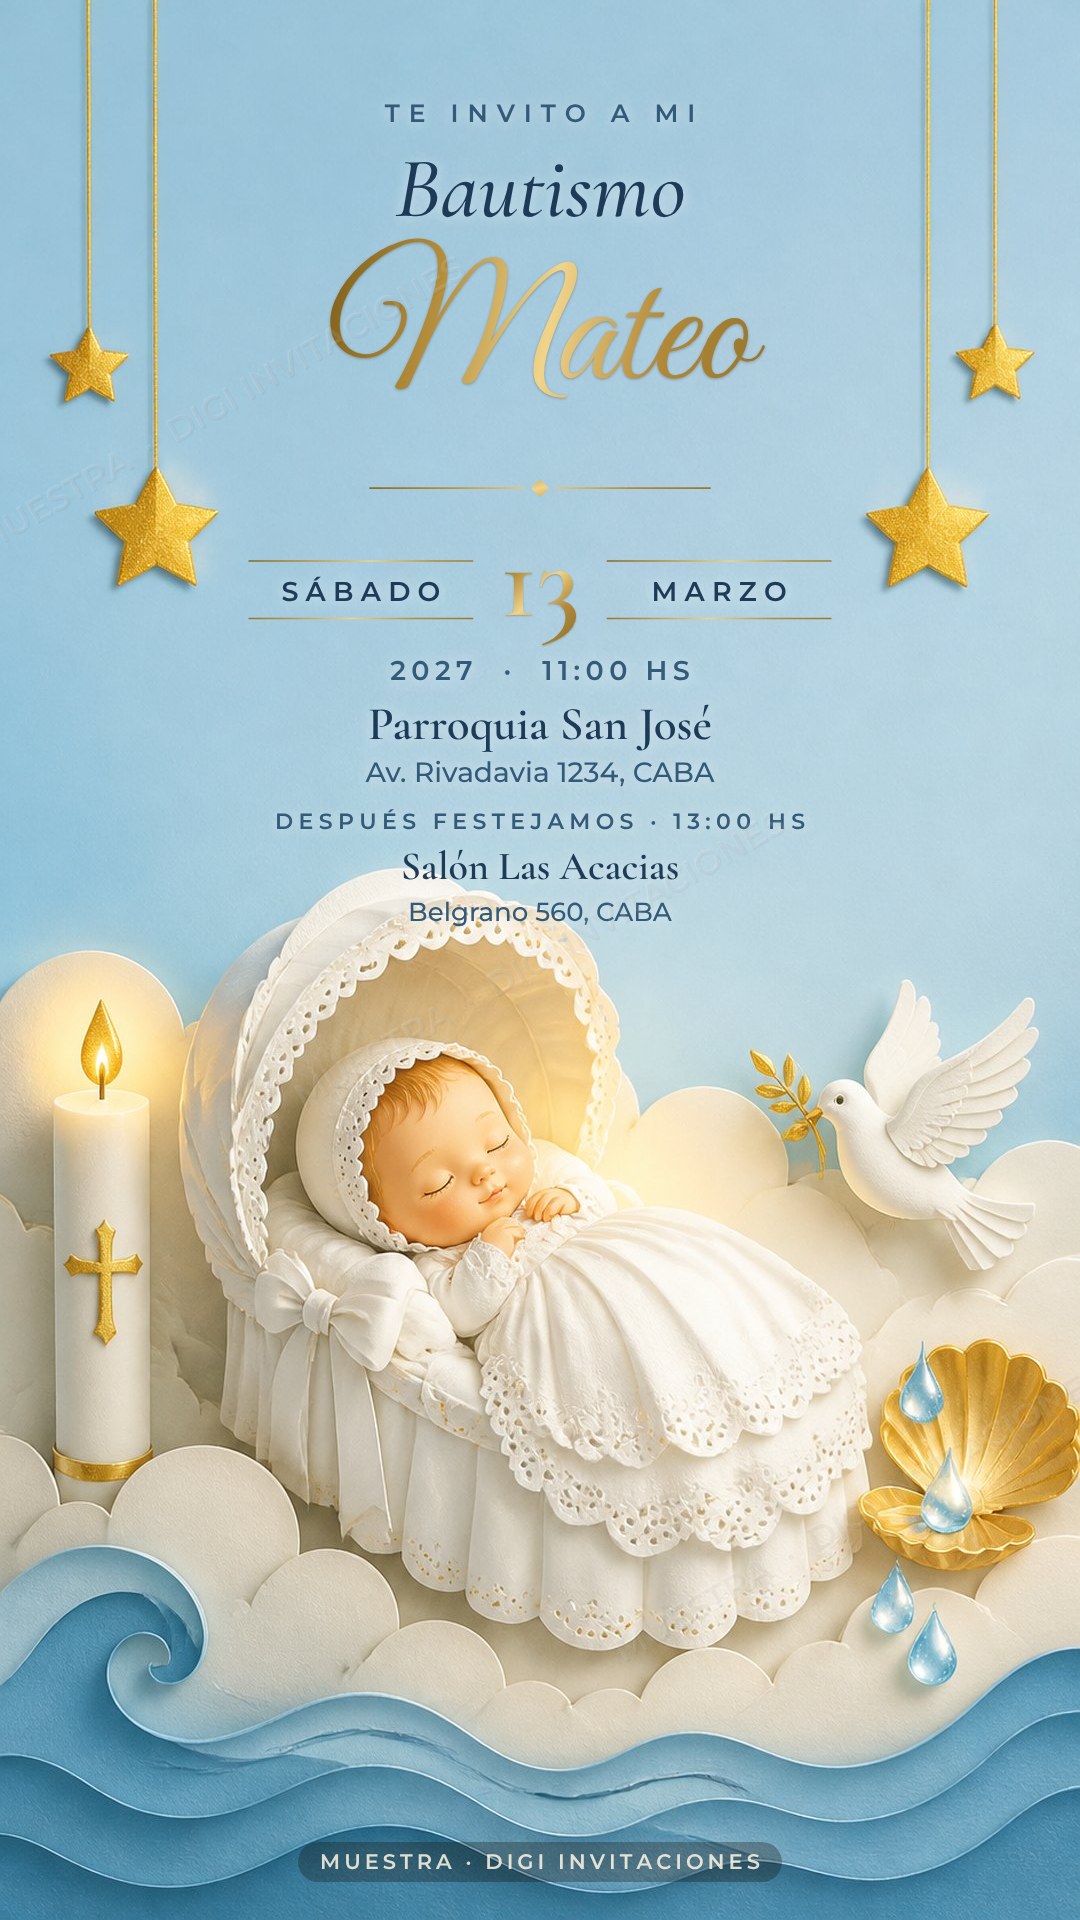 TE INVITO A MI
Bautismo
Mateo
SÁBADO 13 MARZO
2027 · 11:00 HS
Parroquia San José
Av. Rivadavia 1234, CABA
DESPUÉS FESTEJAMOS · 13:00 HS
Salón Las Acacias
Belgrano 560, CABA
MUESTRA · DIGI INVITACIONES